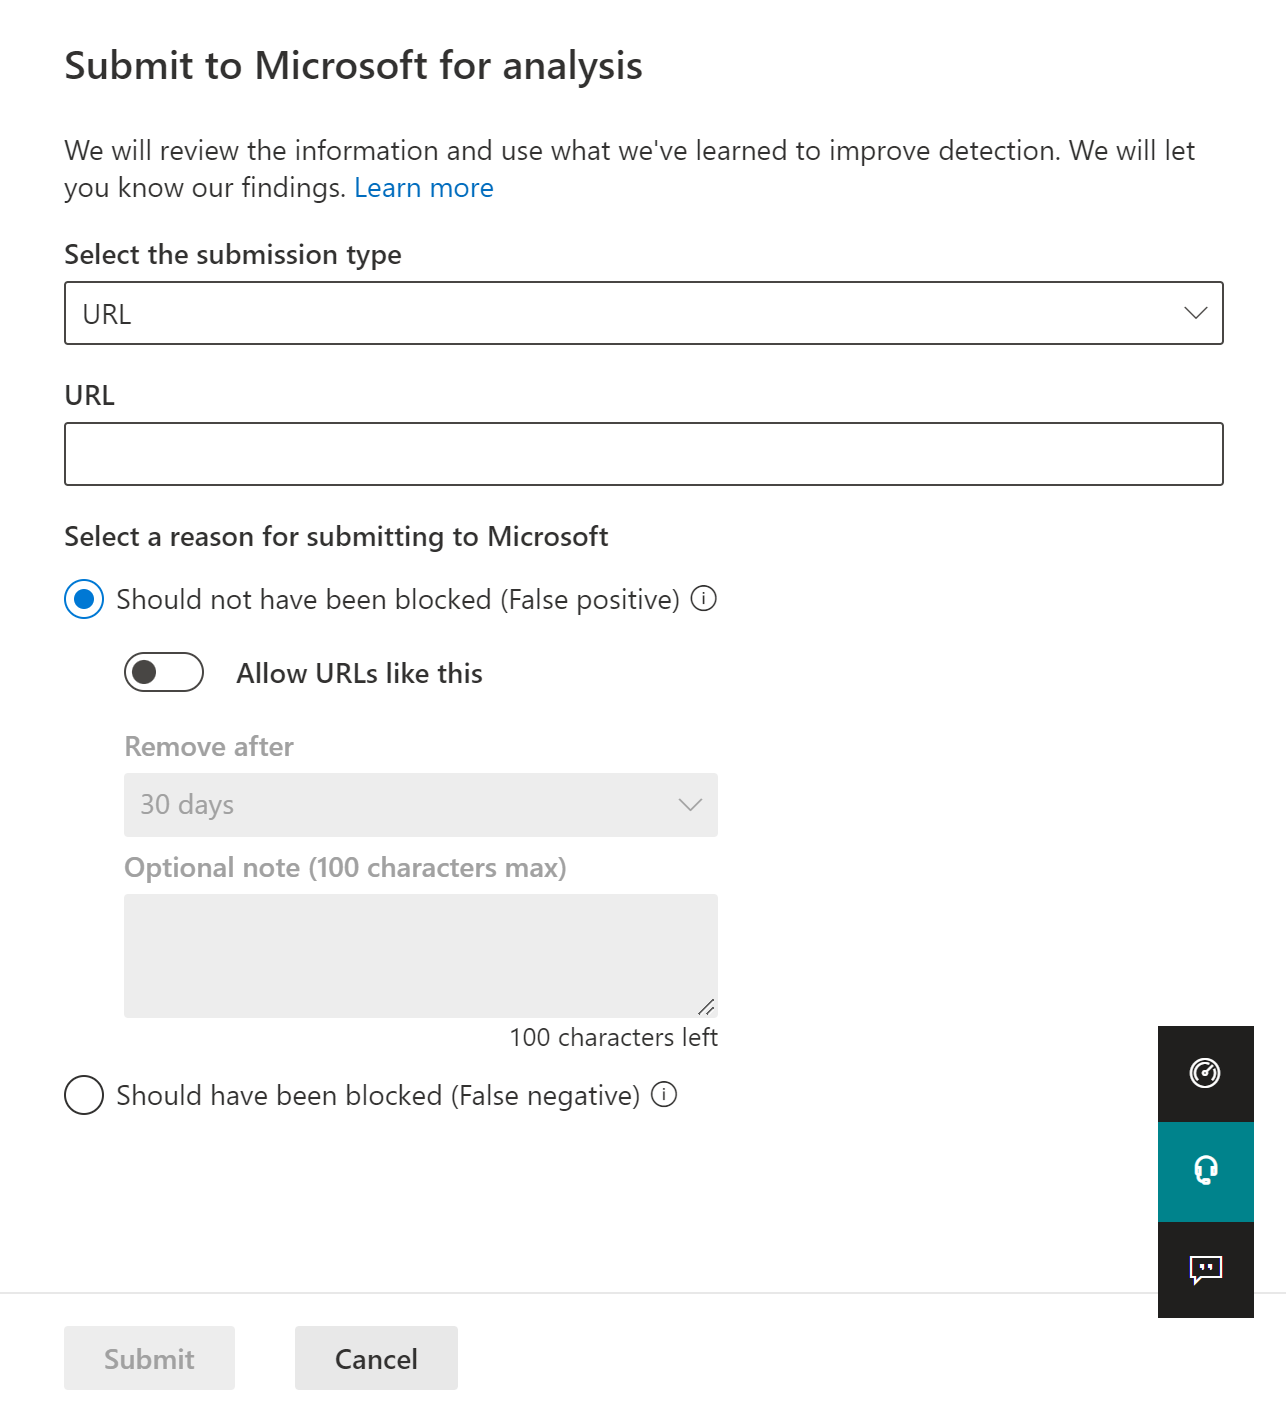 Submit to Microsoft for analysis
We will review the information and use what we've learned to improve detection. We will let
you know our findings. Learn more
Select the submission type
URL
URL
Select a reason for submitting to Microsoft
Should not have been blocked (False positive)
Allow URLs like this
Remove after
30 days
Optional note (100 characters max)
100 characters left
Should have been blocked (False negative)
Submit
Cancel